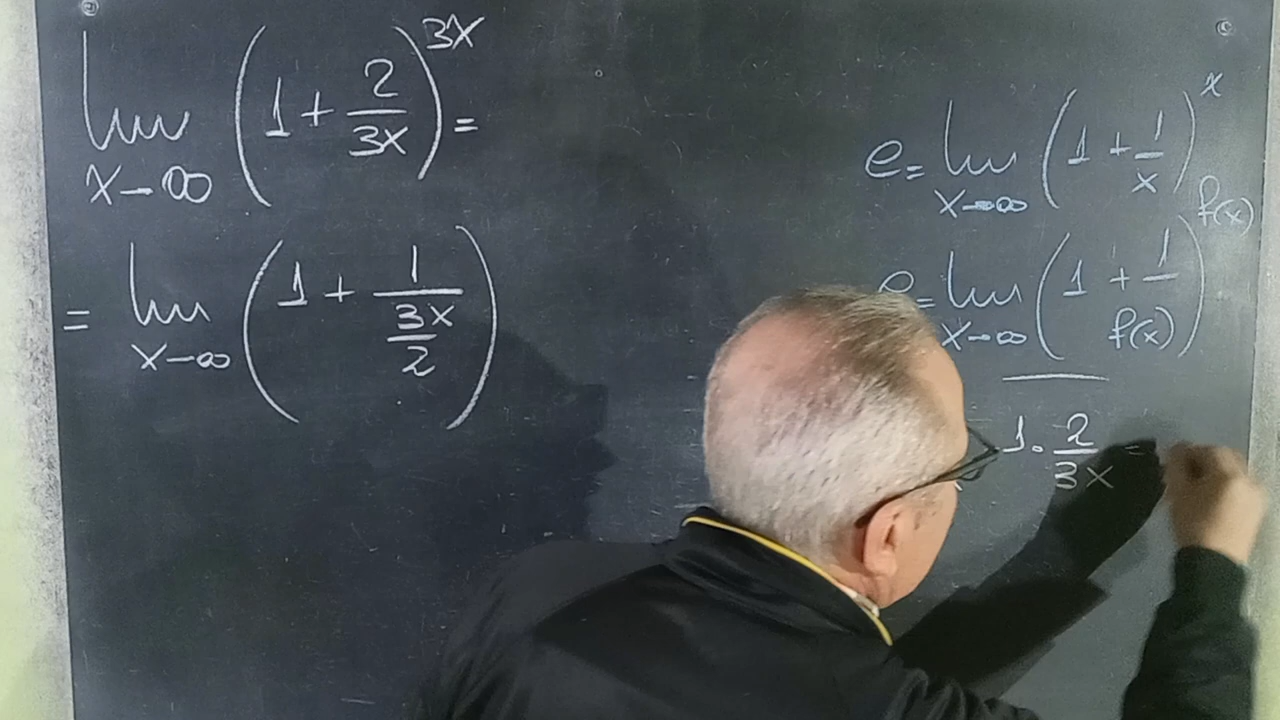 lim x→∞ (1 + 2/3x)^3x =
= lim x→∞ (1 + 1/(3x/2))
e = lim x→∞ (1 + 1/x)^x
e = lim x→∞ (1 + 1/f(x))^f(x)
1 · 2/3x =